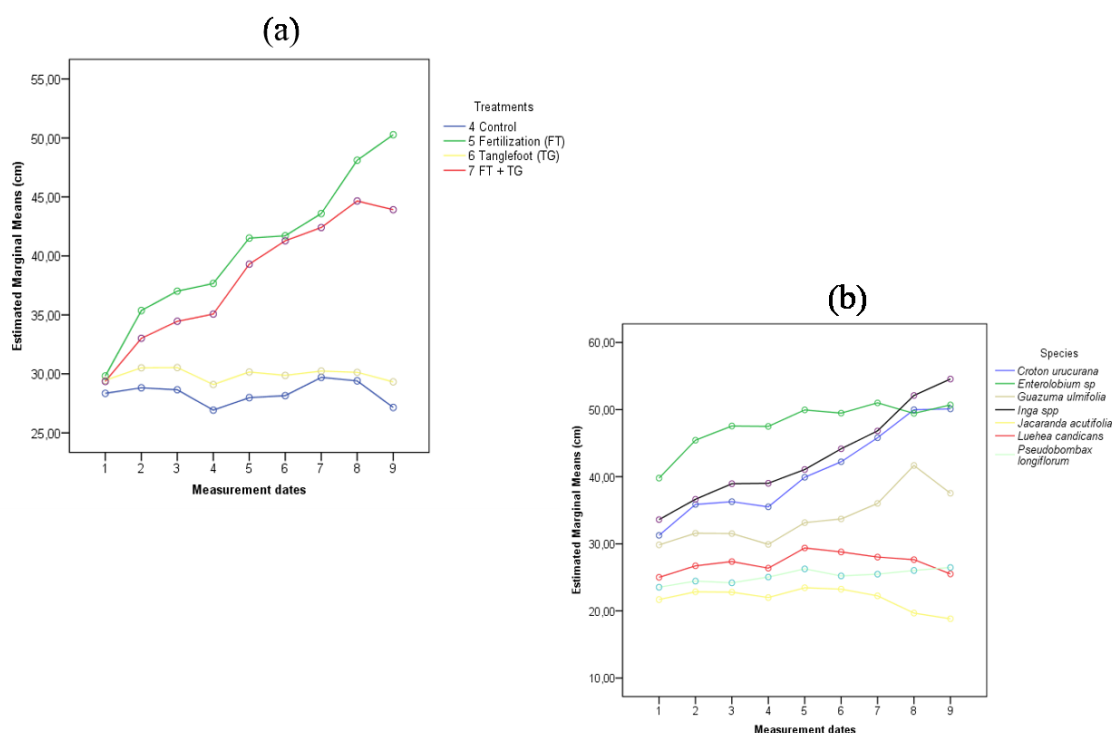 (a)
55,00
50,00
45,00
40,00
35,00
30,00
25,00
Estimated Marginal Means (cm)
1 2 3 4 5 6 7 8 9
Measurement dates
Treatments
4 Control
5 Fertilization (FT)
6 Tanglefoot (TG)
7 FT + TG
(b)
60,00
50,00
40,00
30,00
20,00
10,00
Estimated Marginal Means (cm)
1 2 3 4 5 6 7 8 9
Measurement dates
Species
Croton urucurana
Enterolobium sp
Guazuma ulmifolia
Inga spp
Jacaranda acutifolia
Luehea candicans
Pseudobombax
longiflorum